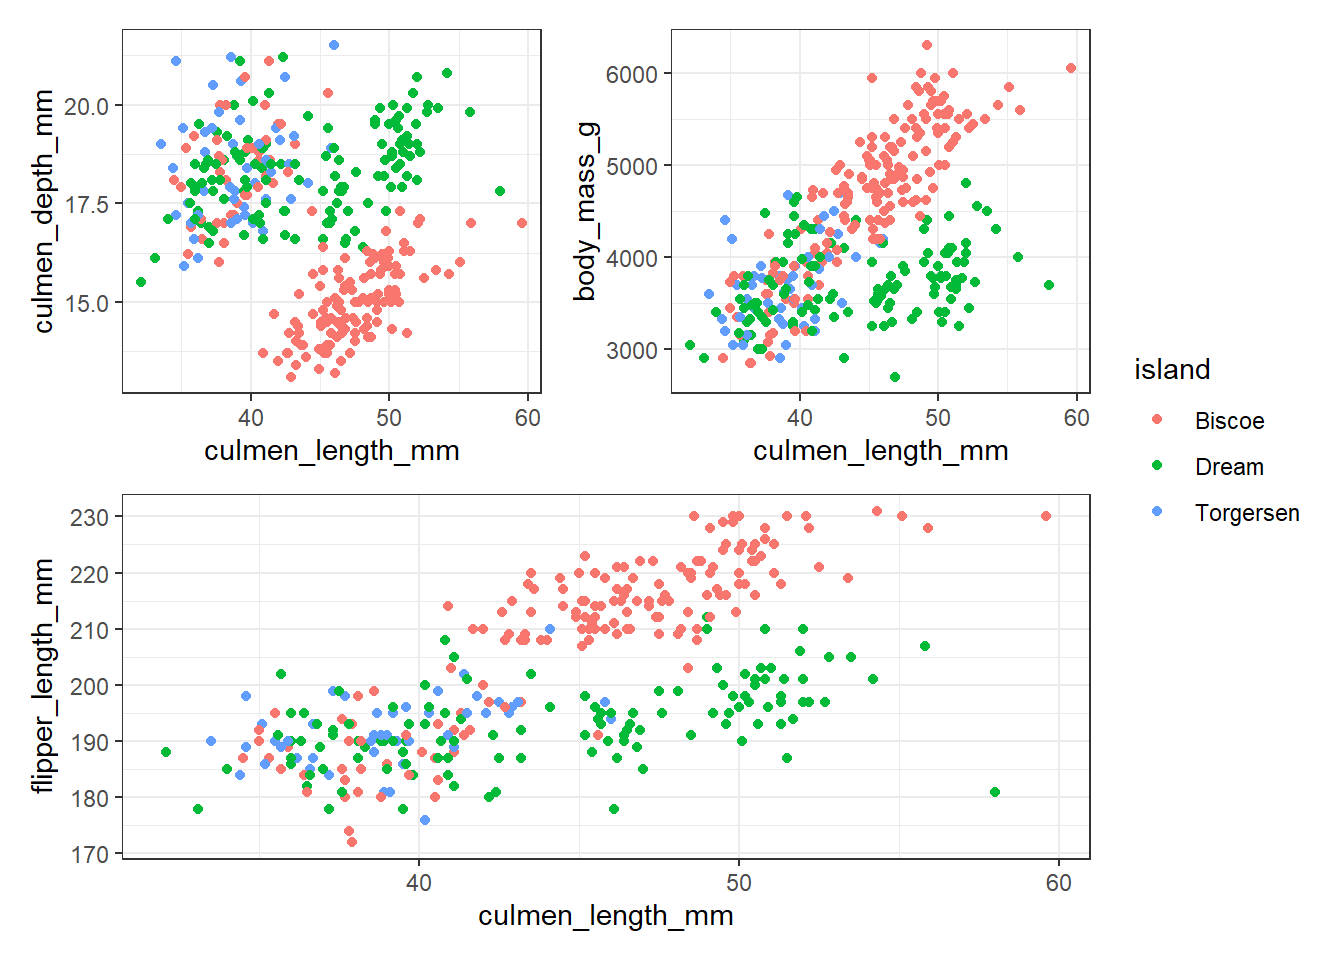 culmen_depth_mm
20.0
17.5
15.0
40 50 60
culmen_length_mm
body_mass_g
6000
5000
4000
3000
40 50 60
culmen_length_mm
flipper_length_mm
230
220
210
200
190
180
170
40 50 60
culmen_length_mm
island
Biscoe
Dream
Torgersen